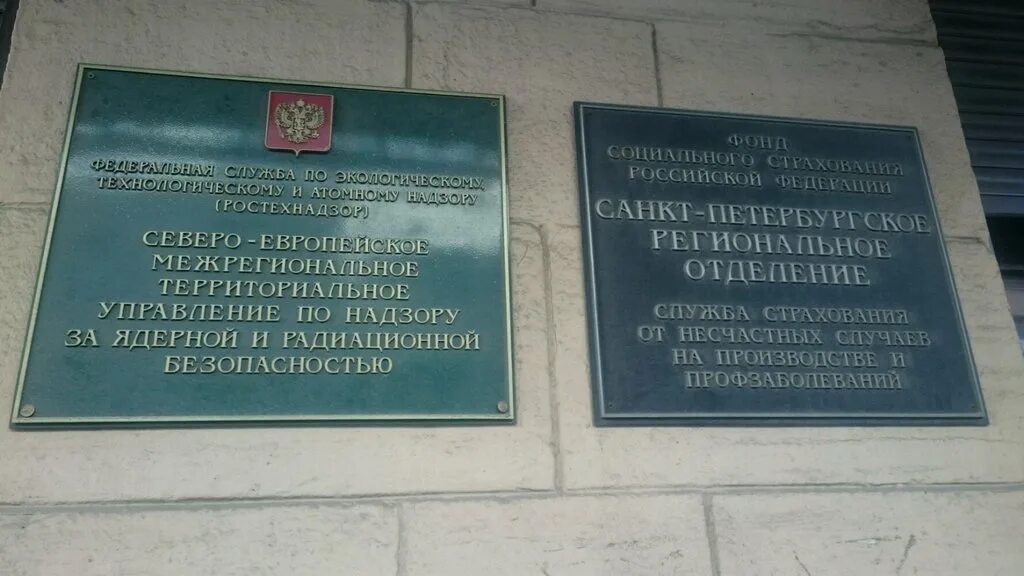 ФЕДЕРАЛЬНАЯ СЛУЖБА ПО ЭКОЛОГИЧЕСКОМУ,
ТЕХНОЛОГИЧЕСКОМУ И АТОМНОМУ НАДЗОРУ
(РОСТЕХНАДЗОР)
СЕВЕРО-ЕВРОПЕЙСКОЕ
МЕЖРЕГИОНАЛЬНОЕ
ТЕРРИТОРИАЛЬНОЕ
УПРАВЛЕНИЕ ПО НАДЗОРУ
ЗА ЯДЕРНОЙ И РАДИАЦИОННОЙ
БЕЗОПАСНОСТЬЮ
ФОНД
СОЦИАЛЬНОГО СТРАХОВАНИЯ
РОССИЙСКОЙ ФЕДЕРАЦИИ
САНКТ-ПЕТЕРБУРГСКОЕ
РЕГИОНАЛЬНОЕ
ОТДЕЛЕНИЕ
СЛУЖБА СТРАХОВАНИЯ
ОТ НЕСЧАСТНЫХ СЛУЧАЕВ
НА ПРОИЗВОДСТВЕ И
ПРОФЗАБОЛЕВАНИЙ